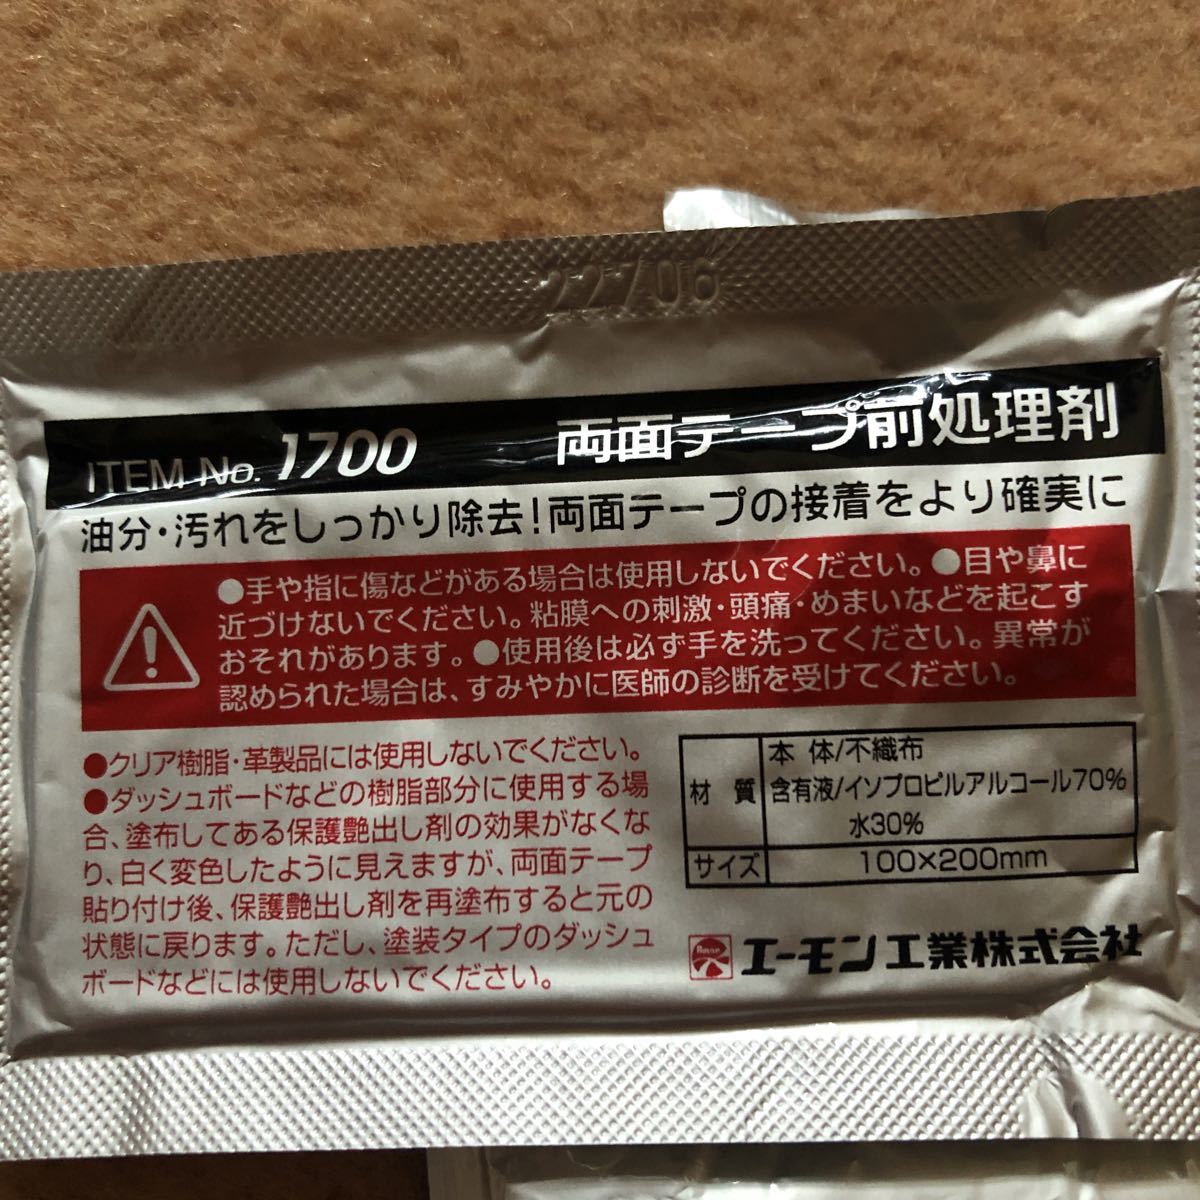 22/06
ITEM No. 1700 両面テープ前処理剤
油分・汚れをしっかり除去!両面テープの接着をより確実に
●手や指に傷などがある場合は使用しないでください。●目や鼻に
近づけないでください。粘膜への刺激・頭痛・めまいなどを起こす
おそれがあります。●使用後は必ず手を洗ってください。異常が
認められた場合は、すみやかに医師の診断を受けてください。
●クリア樹脂・革製品には使用しないでください。
●ダッシュボードなどの樹脂部分に使用する場
合、塗布してある保護艶出し剤の効果がなくな
り、白く変色したように見えますが、両面テープ
貼り付け後、保護艶出し剤を再塗布すると元の
状態に戻ります。ただし、塗装タイプのダッシュ
ボードなどには使用しないでください。
材質 本体/不織布
含有液/イソプロピルアルコール70%
水30%
サイズ 100×200mm
エーモン工業株式会社